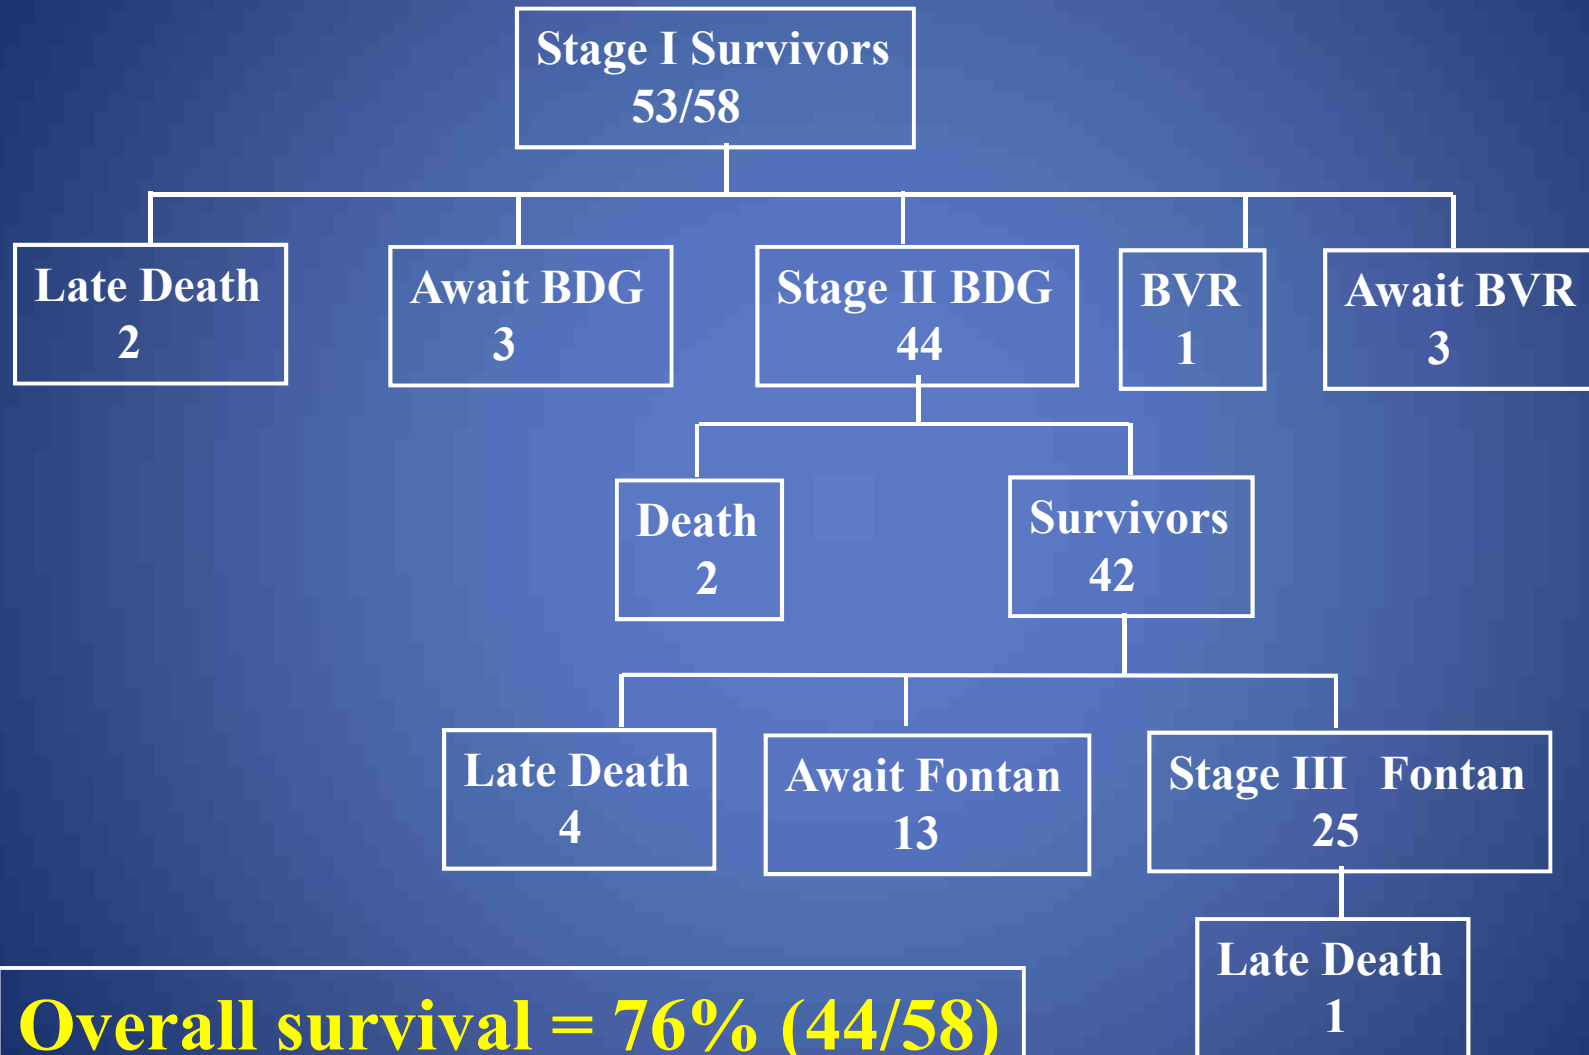 Stage I Survivors
53/58
Late Death
2
Await BDG
3
Stage II BDG
44
BVR
1
Await BVR
3
Death
2
Survivors
42
Late Death
4
Await Fontan
13
Stage III Fontan
25
Late Death
1
Overall survival = 76% (44/58)